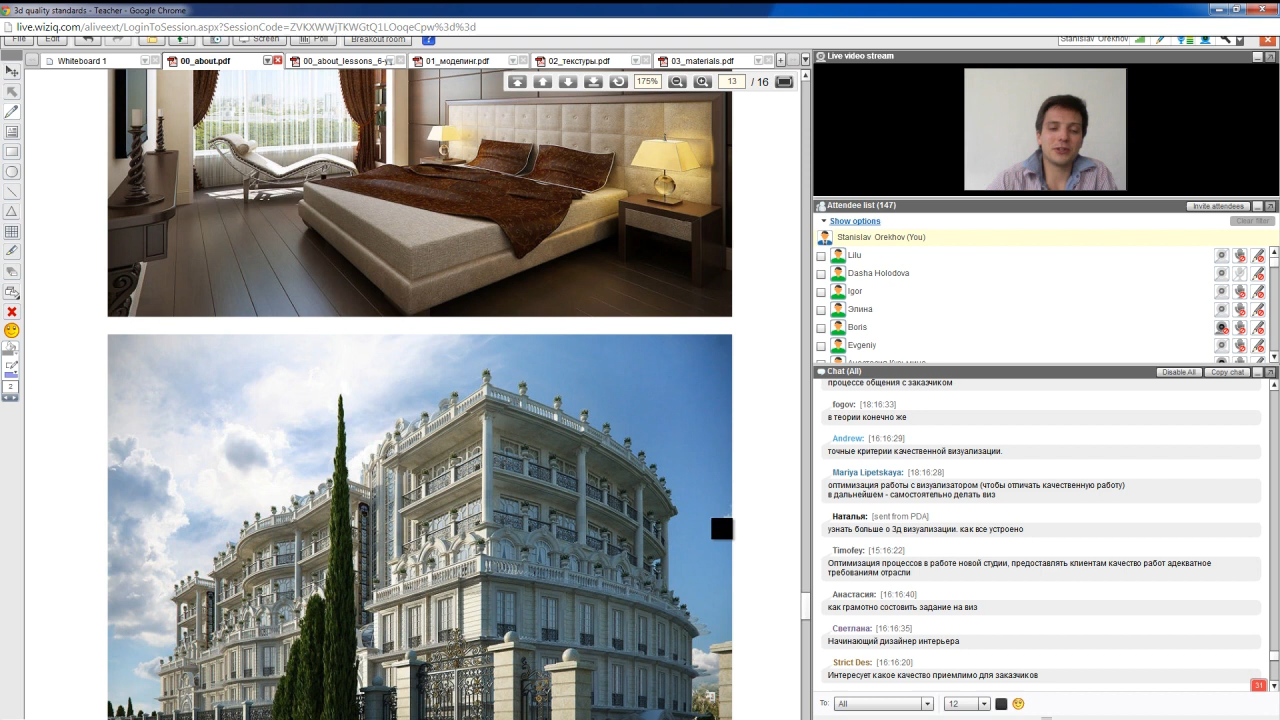 3d quality standards - Teacher - Google Chrome
live.wiziq.com/aliveext/LoginToSession.aspx?SessionCode=ZVKXWWjTKWGtQ1LOoqeCpw%3d%3d
File Edit Screen Poll Breakout room ? Stanislav Orekhov
Whiteboard 1 00_about.pdf 00_about_lessons_6- 01_моделинг.pdf 02_текстуры.pdf 03_materials.pdf
175% 13 / 16
2
Live video stream
Attendee list (147) Invite attendees
Show options Clear filter
Stanislav Orekhov (You)
Lilu
Dasha Holodova
Igor
Элина
Boris
Evgeniy
Chat (All) Disable All Copy chat
процессе общения с заказчиком
fogov: [18:16:33]
в теории конечно же
Andrew: [16:16:29]
точные критерии качественной визуализации.
Mariya Lipetskaya: [18:16:28]
оптимизация работы с визуализатором (чтобы отличать качественную работу)
в дальнейшем - самостоятельно делать виз
Наталья: [sent from PDA]
узнать больше о 3д визуализации. как все устроено
Timofey: [15:16:22]
Оптимизация процессов в работе новой студии, предоставлять клиентам качество работ адекватное
требованиям отрасли
Анастасия: [16:16:40]
как грамотно состовить задание на виз
Светлана: [16:16:35]
Начинающий дизайнер интерьера
Strict Des: [16:16:20]
Интересует какое качество приемлимо для заказчиков
31
To: All 12